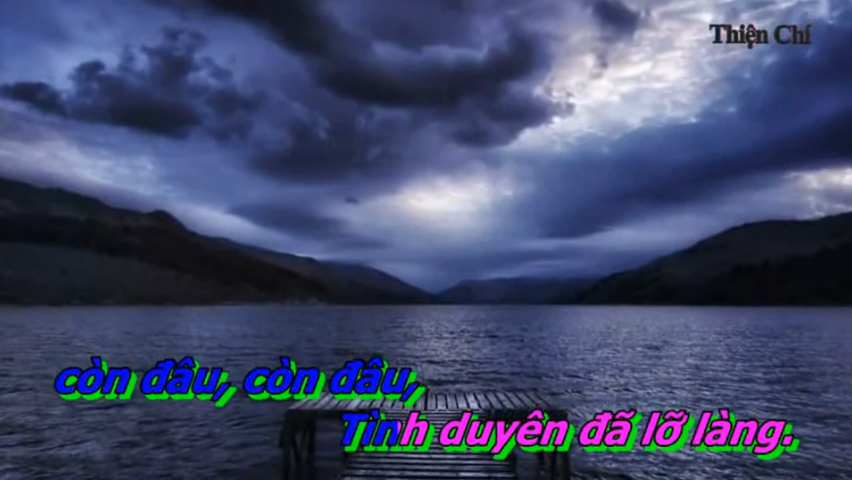 Thiện Chí
còn đâu, còn đâu,
Tình duyên đã lỡ làng.